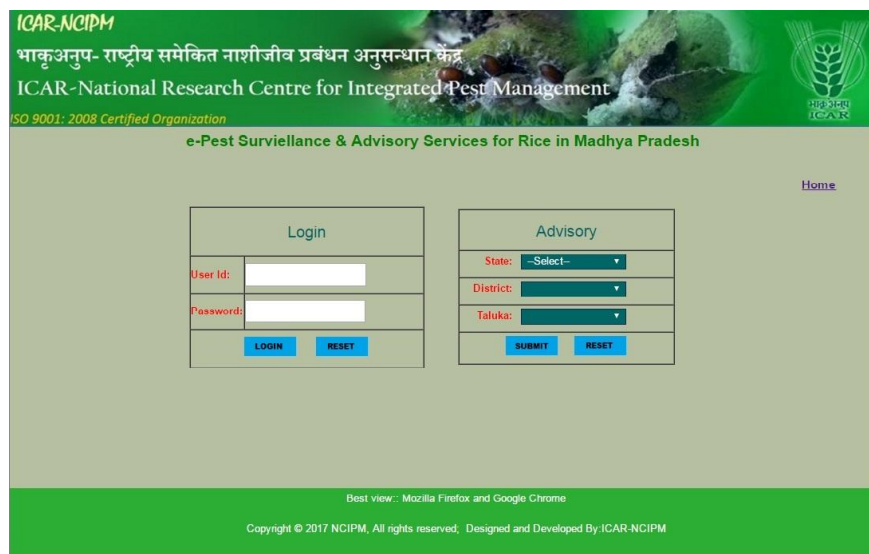 ICAR-NCIPM
भाकृअनुप- राष्ट्रीय समेकित नाशीजीव प्रबंधन अनुसन्धान केंद्र
ICAR-National Research Centre for Integrated Pest Management
ISO 9001: 2008 Certified Organization
भाकृअनुप
ICAR
e-Pest Surviellance & Advisory Services for Rice in Madhya Pradesh
Home
Login
User Id:
Password:
LOGIN RESET
Advisory
State: --Select--
District:
Taluka:
SUBMIT RESET
Best view:: Mozilla Firefox and Google Chrome
Copyright © 2017 NCIPM, All rights reserved; Designed and Developed By:ICAR-NCIPM